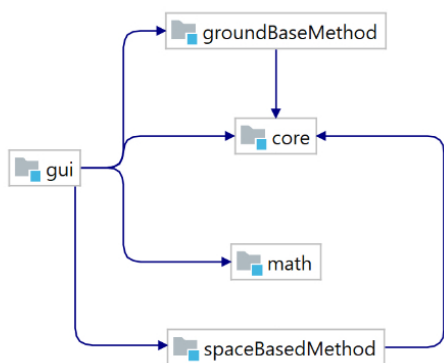 groundBaseMethod
core
gui
math
spaceBasedMethod